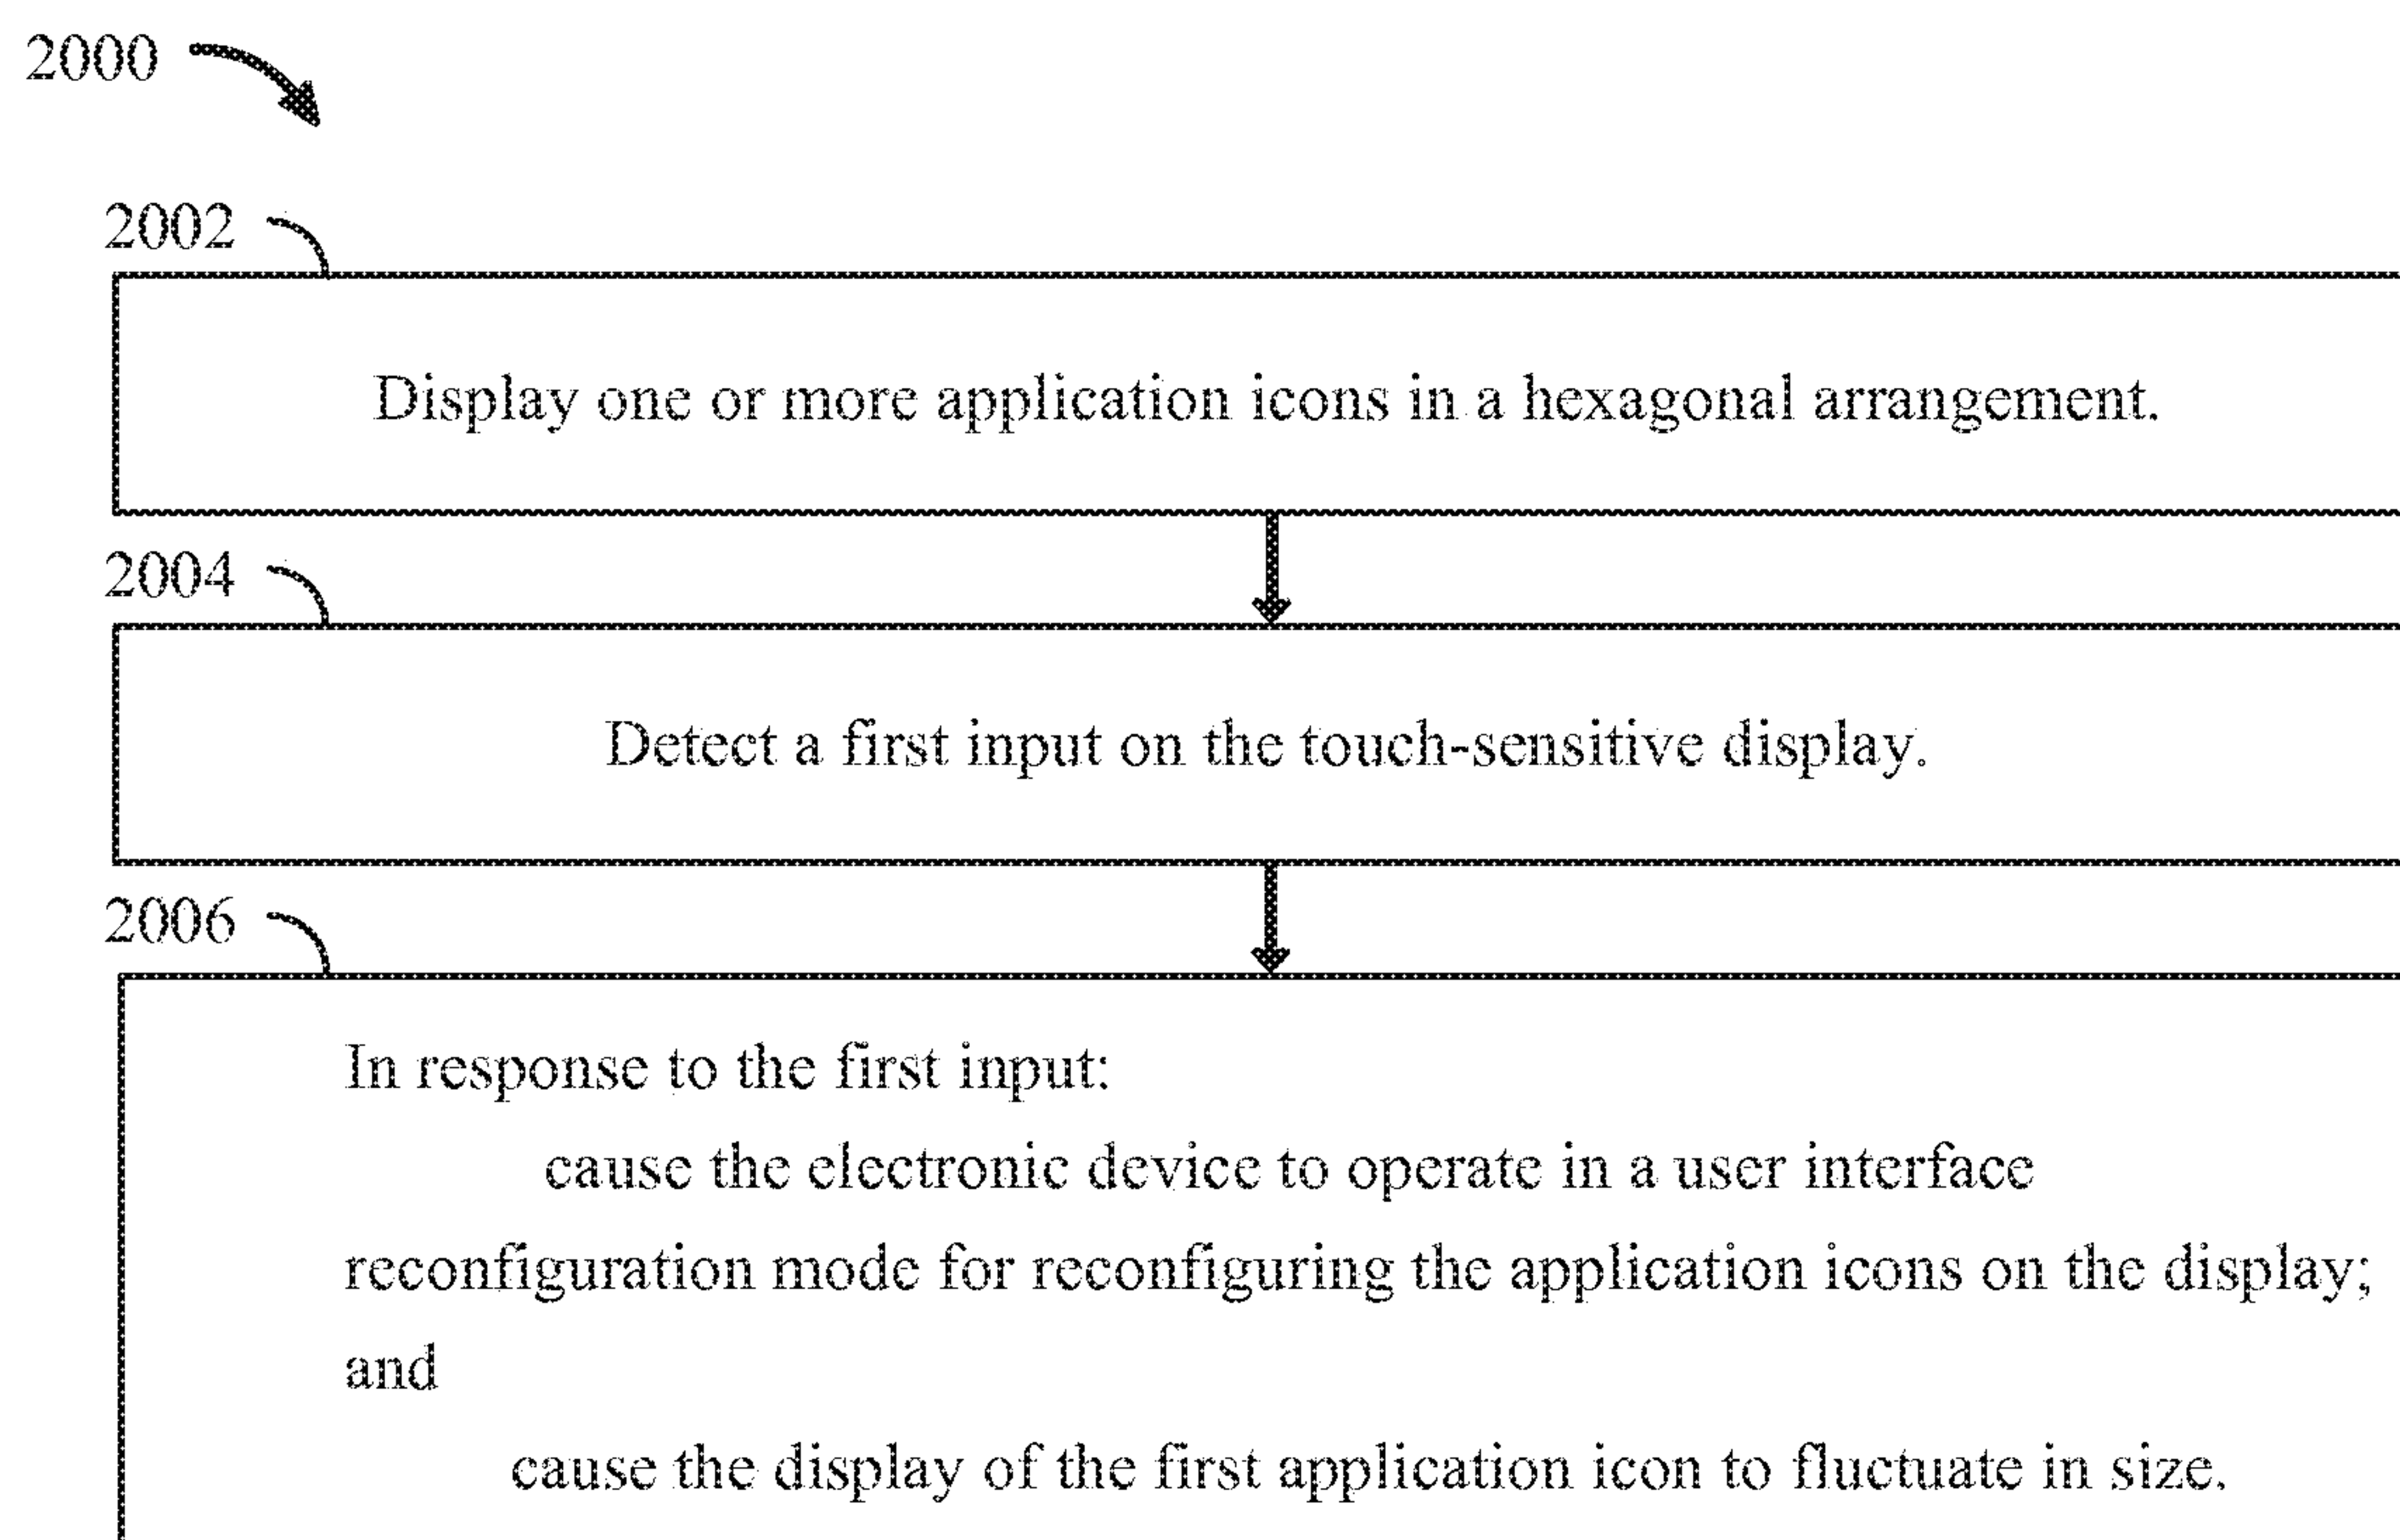 2000
2002
Display one or more application icons in a hexagonal arrangement.
2004
Detect a first input on the touch-sensitive display.
2006
In response to the first input:
cause the electronic device to operate in a user interface
reconfiguration mode for reconfiguring the application icons on the display;
and
cause the display of the first application icon to fluctuate in size.